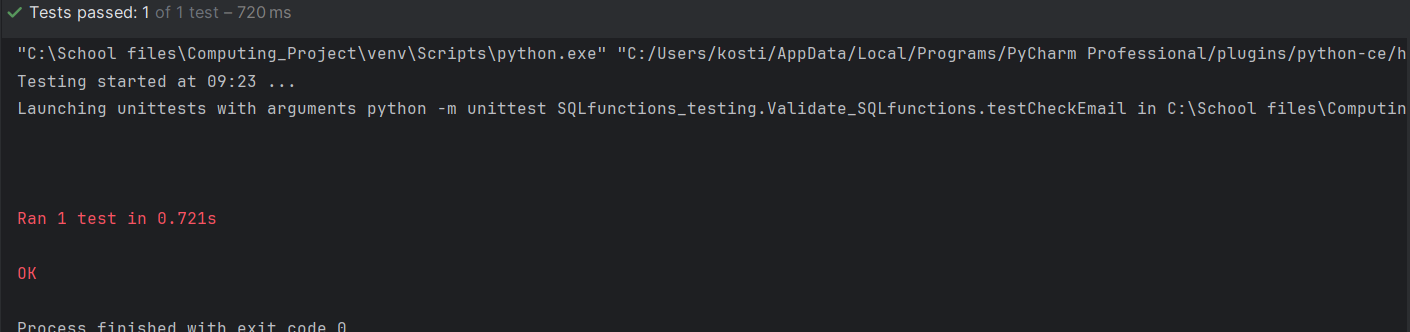 Tests passed: 1 of 1 test – 720 ms
"C:\School files\Computing_Project\venv\Scripts\python.exe" "C:/Users/kosti/AppData/Local/Programs/PyCharm Professional/plugins/python-ce/h
Testing started at 09:23 ...
Launching unittests with arguments python -m unittest SQLfunctions_testing.Validate_SQLfunctions.testCheckEmail in C:\School files\Computin
Ran 1 test in 0.721s
OK
Process finished with exit code 0